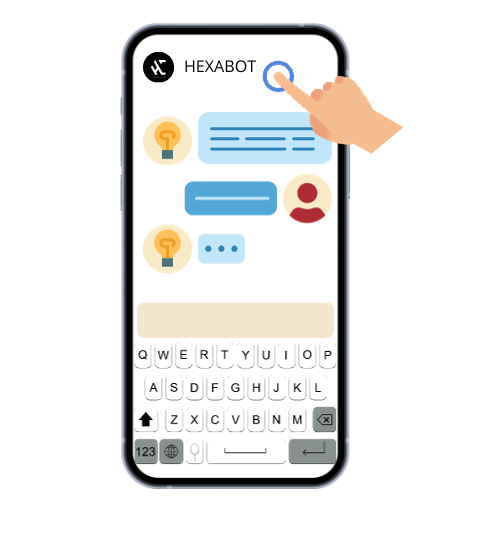 HEXABOT
Q W E R T Y U I O P
A S D F G H J K L
Z X C V B N M
123